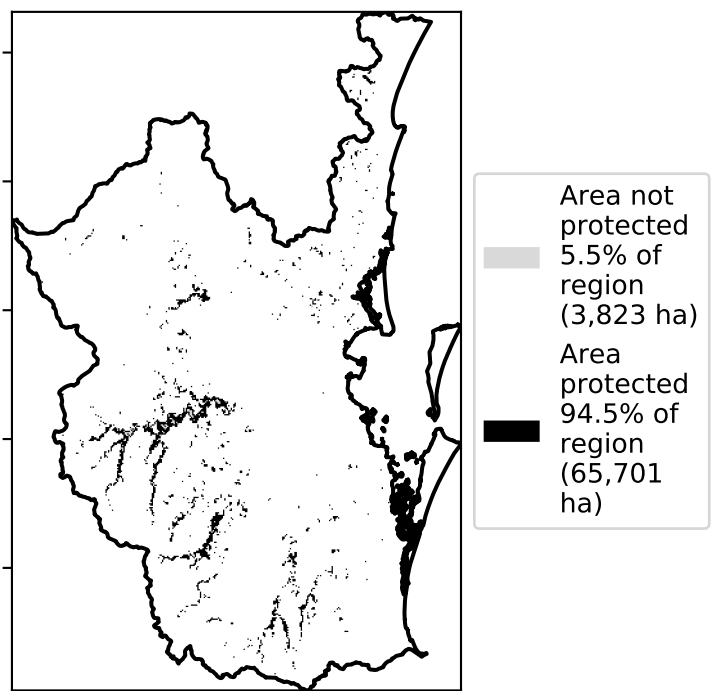 Area not
protected
5.5% of
region
(3,823 ha)
Area
protected
94.5% of
region
(65,701
ha)